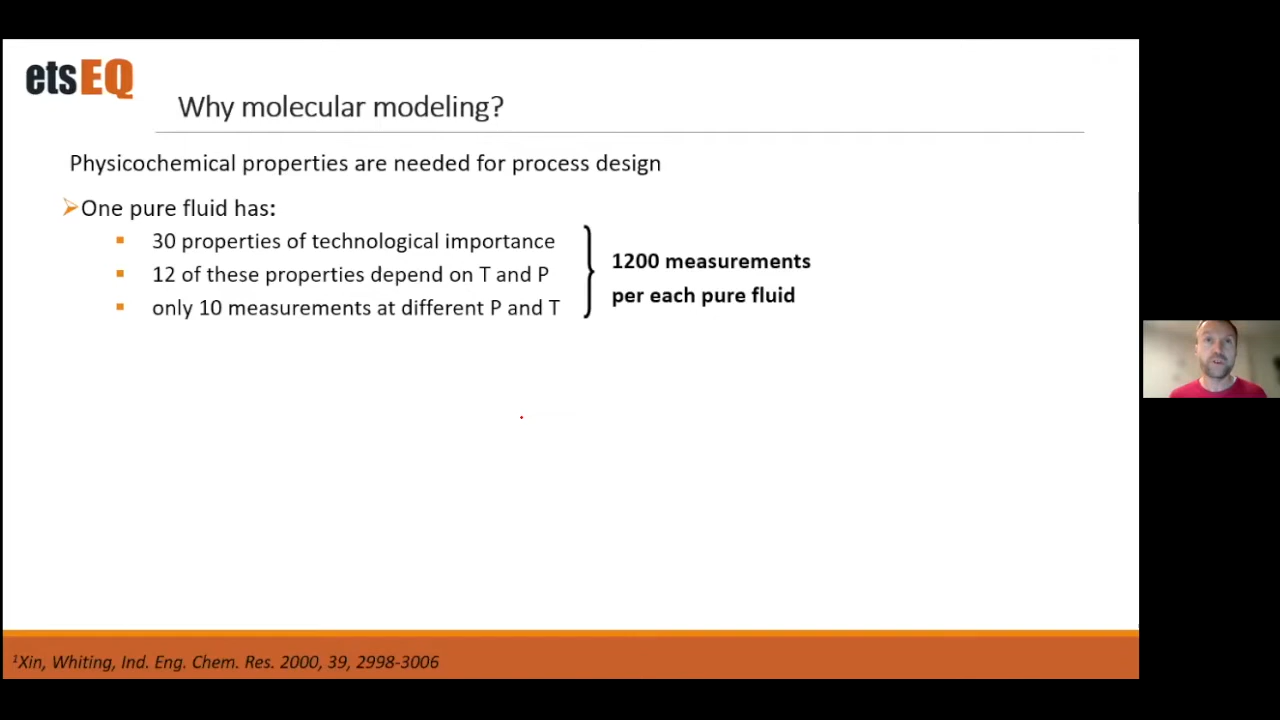 etsEQ
Why molecular modeling?
Physicochemical properties are needed for process design
One pure fluid has:
30 properties of technological importance
12 of these properties depend on T and P
only 10 measurements at different P and T
1200 measurements
per each pure fluid
¹Xin, Whiting, Ind. Eng. Chem. Res. 2000, 39, 2998-3006